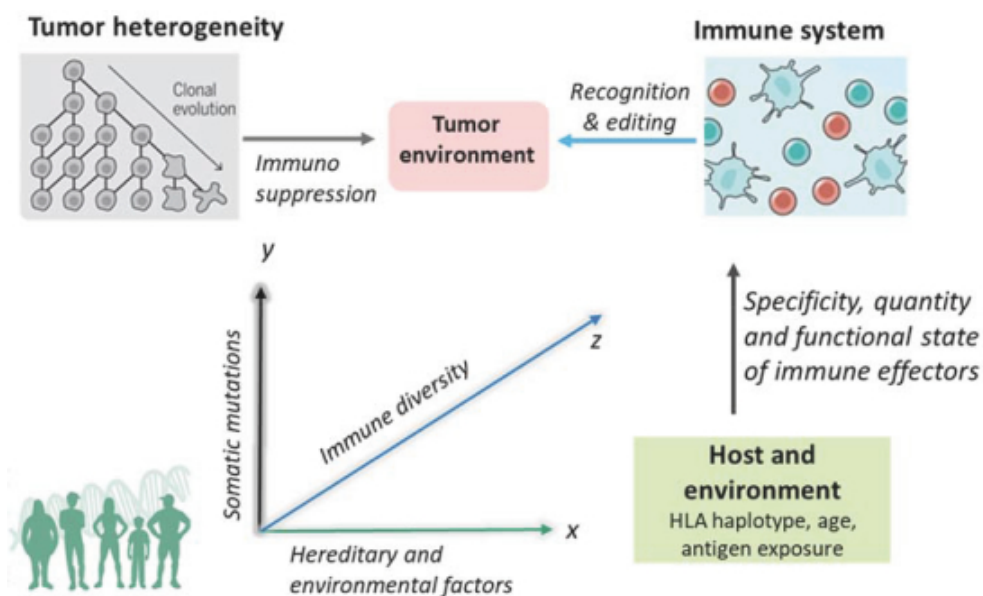 Tumor heterogeneity
Immune system
Clonal
evolution
Immuno
suppression
Tumor
environment
Recognition
& editing
y
Somatic mutations
Immune diversity
z
x
Hereditary and
environmental factors
Specificity, quantity
and functional state
of immune effectors
Host and
environment
HLA haplotype, age,
antigen exposure